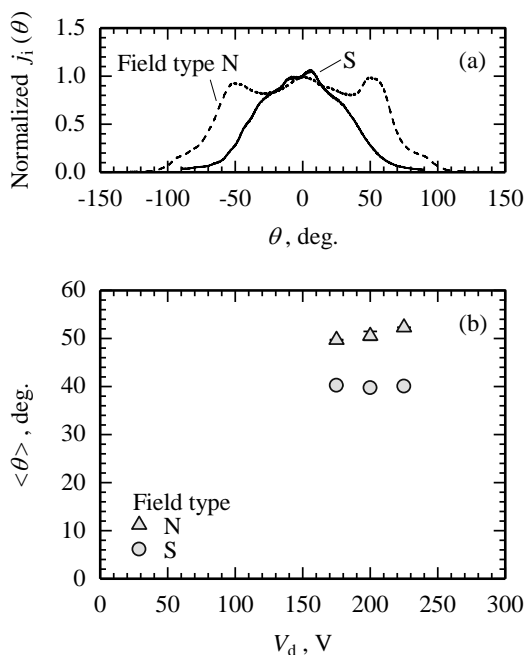 1.5
1.0
0.5
0.0
Normalized j_i (θ)
(a)
Field type N
S
-150 -100 -50 0 50 100 150
θ , deg.
60
50
40
30
20
10
0
<θ> , deg.
(b)
Field type
N
S
0 50 100 150 200 250 300
V_d , V